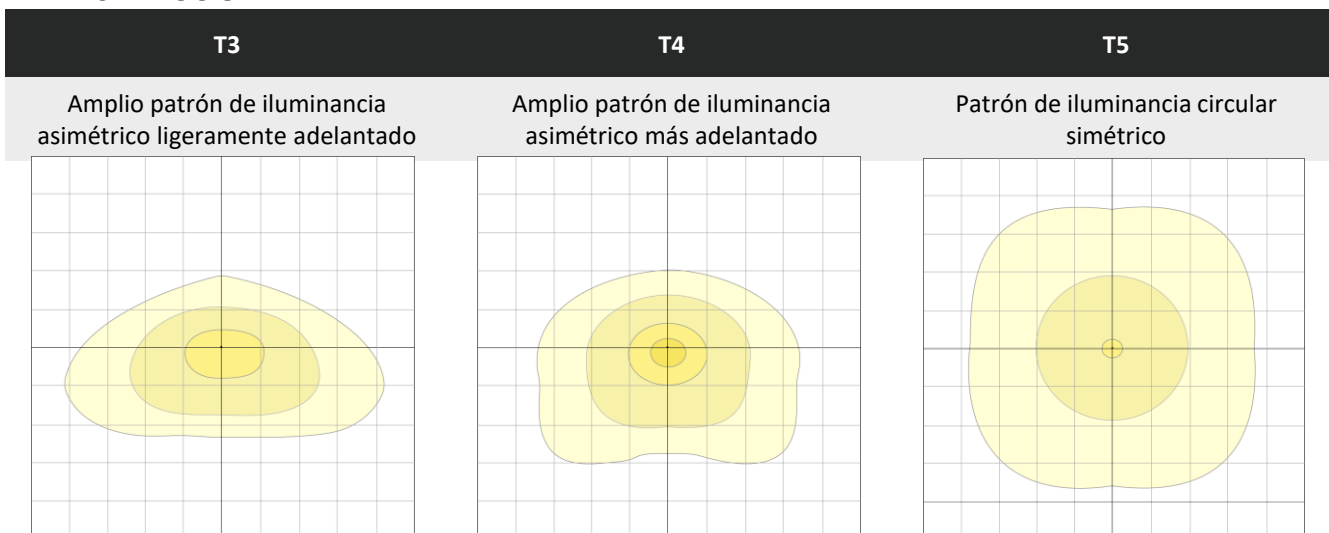 T3
T4
T5
Amplio patrón de iluminancia
asimétrico ligeramente adelantado
Amplio patrón de iluminancia
asimétrico más adelantado
Patrón de iluminancia circular
simétrico